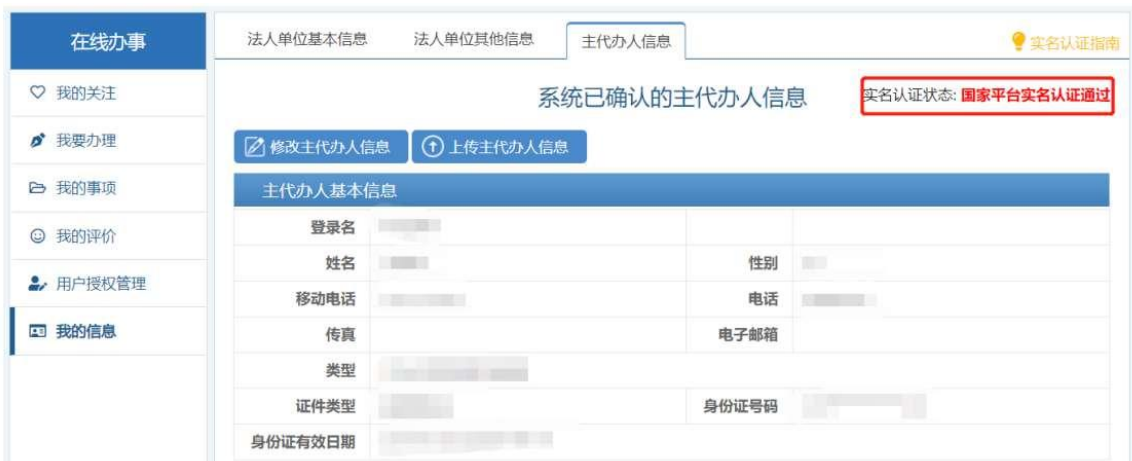 在线办事
我的关注
我要办理
我的事项
我的评价
用户授权管理
我的信息
法人单位基本信息 法人单位其他信息 主代办人信息
实名认证指南
系统已确认的主代办人信息 实名认证状态: 国家平台实名认证通过
修改主代办人信息 上传主代办人信息
主代办人基本信息
登录名
姓名 性别
移动电话 电话
传真 电子邮箱
类型
证件类型 身份证号码
身份证有效日期